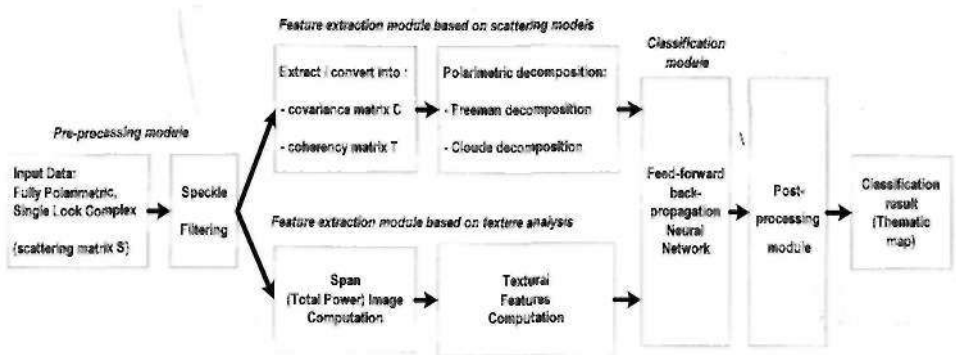 Feature extraction module based on scattering models
Extract / convert into :
- covariance matrix C
- coherency matrix T
Polarimetric decomposition:
- Freeman decomposition
- Cloude decomposition
Classification
module
Pre-processing module
Input Data:
Fully Polarimetric,
Single Look Complex
(scattering matrix S)
Speckle
Filtering
Feature extraction module based on texture analysis
Span
(Total Power) Image
Computation
Textural
Features
Computation
Feed-forward
back-
propagation
Neural
Network
Post-
processing
module
Classification
result
(Thematic
map)